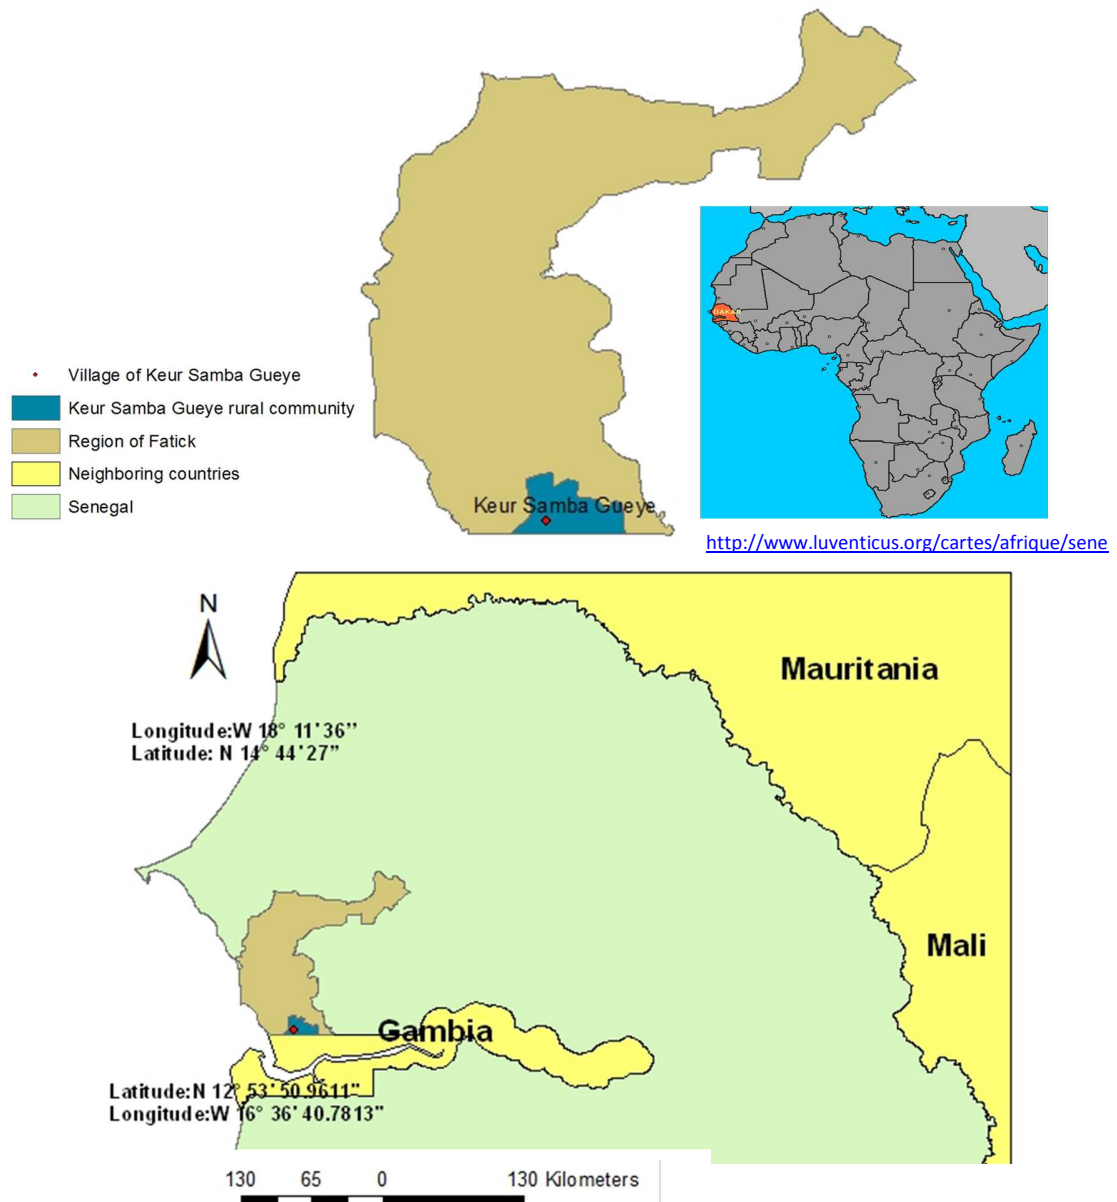 Village of Keur Samba Gueye
Keur Samba Gueye rural community
Region of Fatick
Neighboring countries
Senegal
Keur Samba Gueye
DAKAR
http://www.luventicus.org/cartes/afrique/sene
N
Mauritania
Longitude:W 18° 11'36''
Latitude: N 14° 44'27"
Mali
Gambia
Latitude:N 12° 53'50.9611"
Longitude:W 16° 36'40.7813"
130 65 0 130 Kilometers